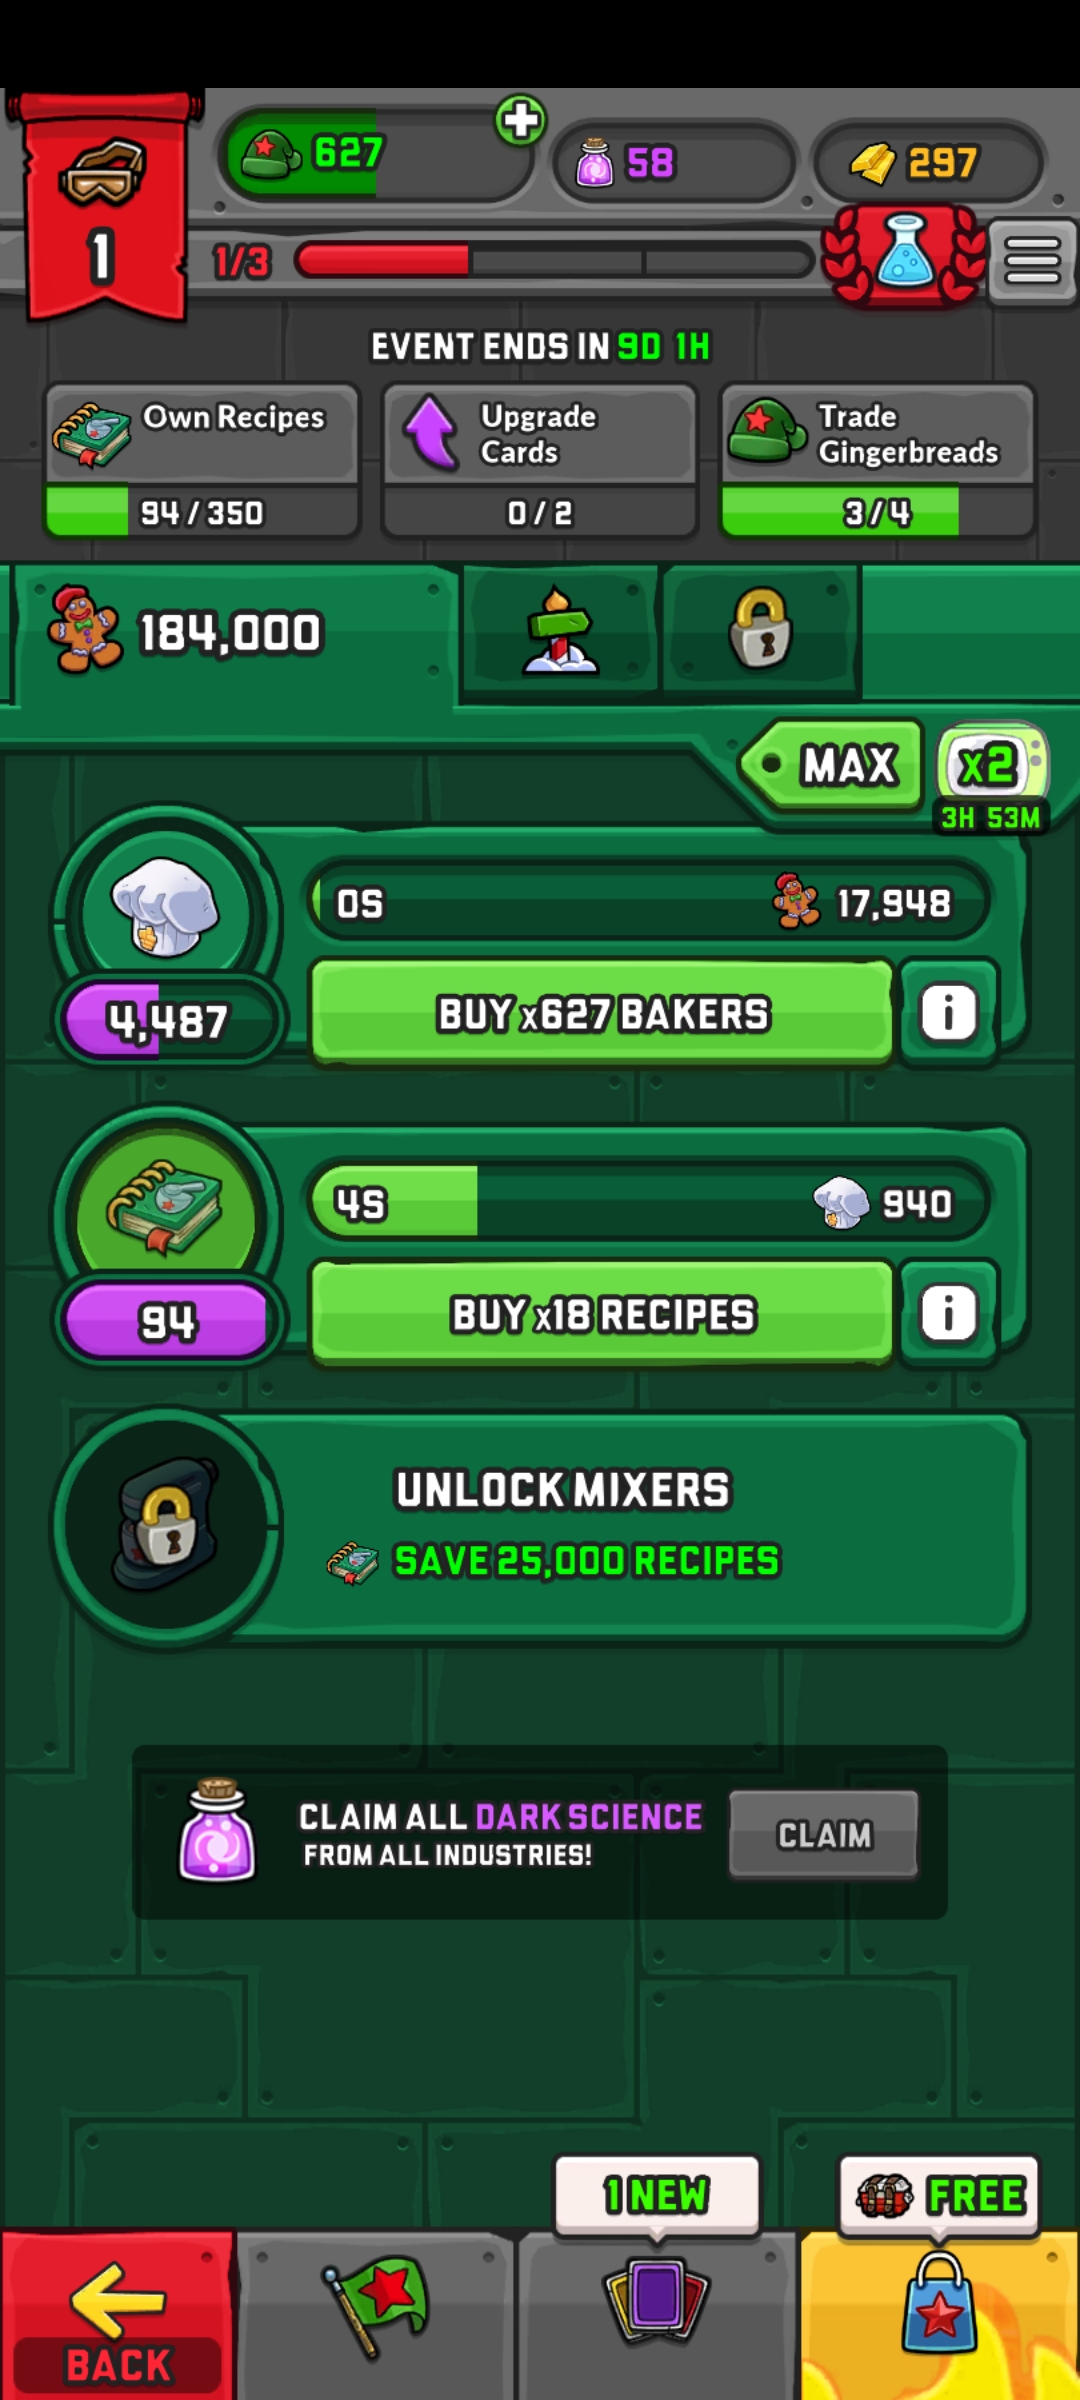 627
58
297
1
1/3
EVENT ENDS IN 9D 1H
Own Recipes
94/350
Upgrade
Cards
0/2
Trade
Gingerbreads
3/4
184,000
MAX
x2
3H 53M
0S
17,948
4,487
BUY x627 BAKERS
i
4S
940
94
BUY x18 RECIPES
i
UNLOCK MIXERS
SAVE 25,000 RECIPES
CLAIM ALL DARK SCIENCE
FROM ALL INDUSTRIES!
CLAIM
1 NEW
FREE
BACK